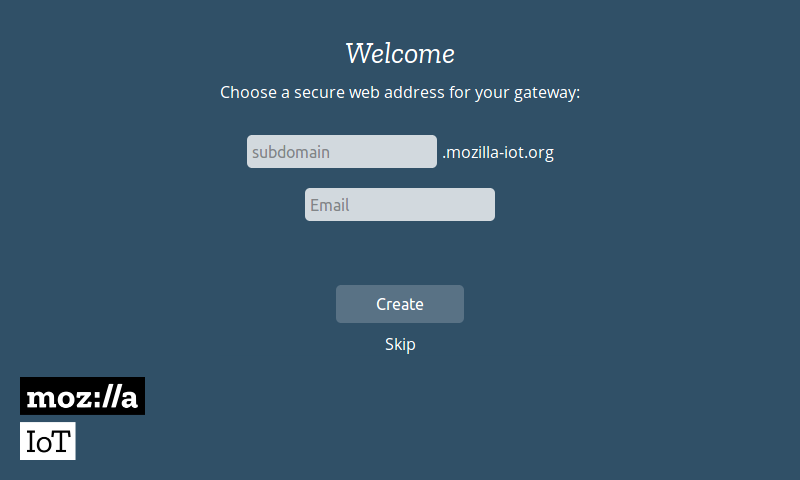 Welcome
Choose a secure web address for your gateway:
subdomain .mozilla-iot.org
Email
Create
Skip
moz://a
IoT